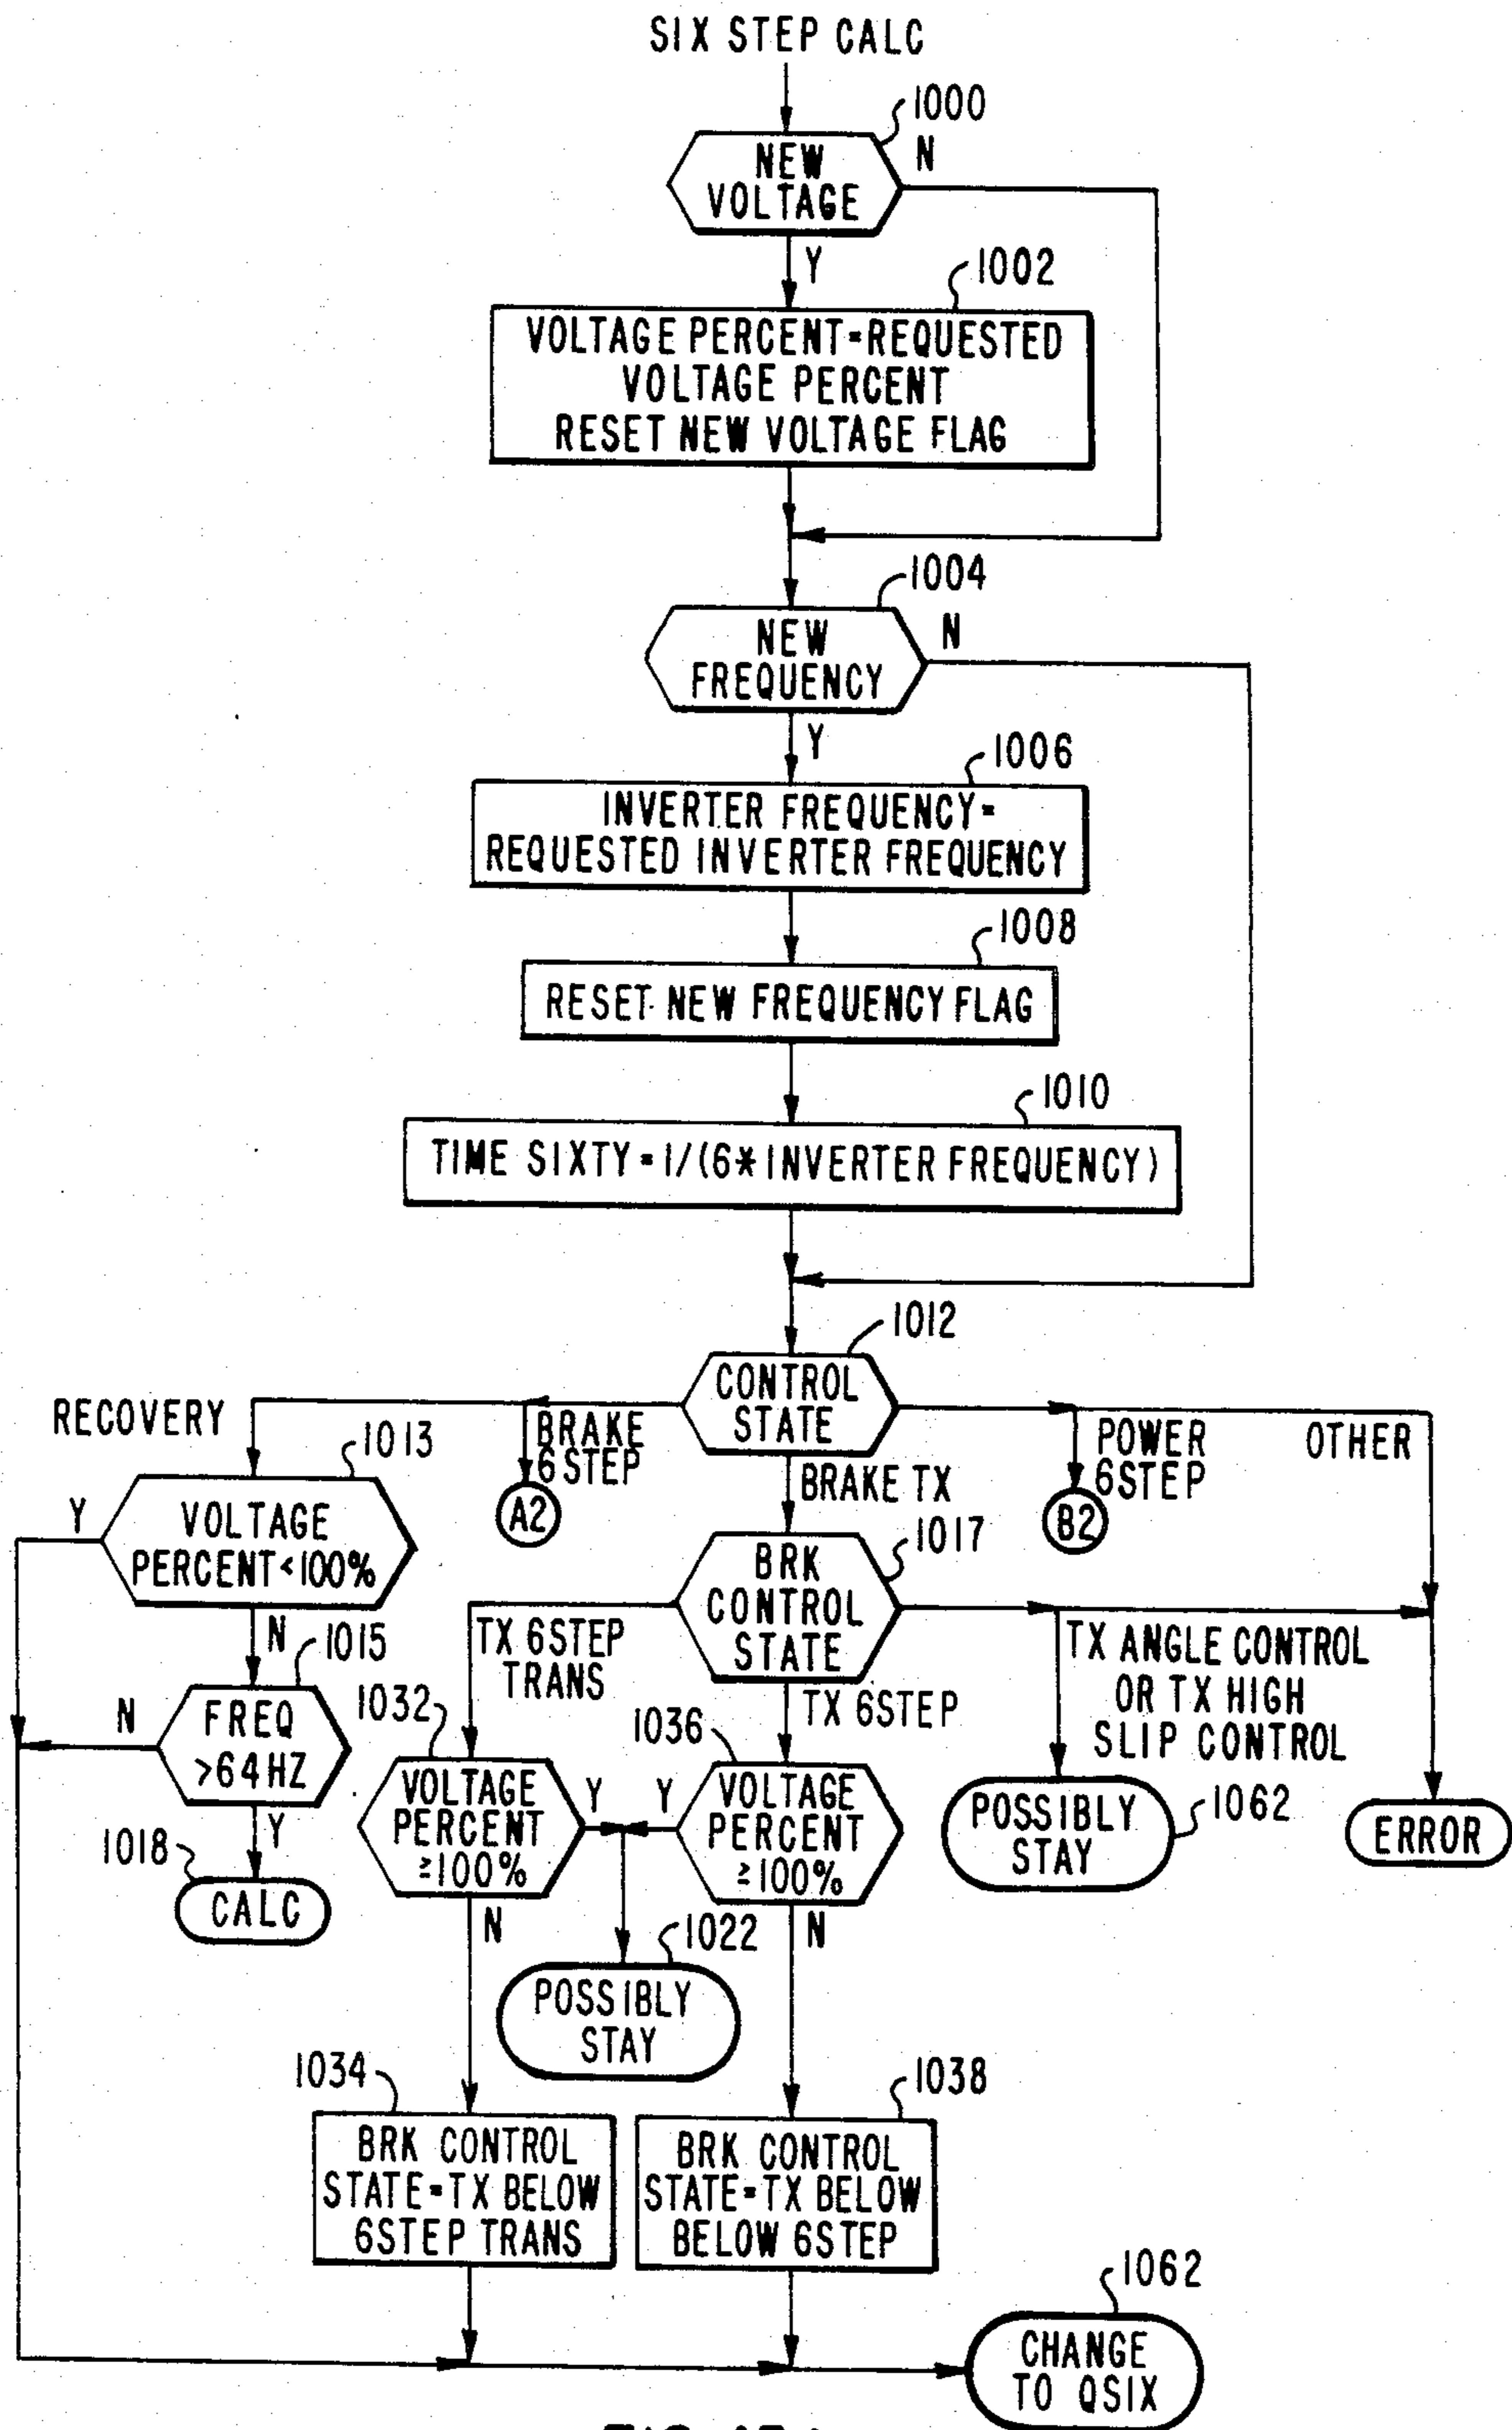 SIX STEP CALC
1000
NEW
VOLTAGE
N
Y
1002
VOLTAGE PERCENT=REQUESTED
VOLTAGE PERCENT
RESET NEW VOLTAGE FLAG
1004
NEW
FREQUENCY
N
Y
1006
INVERTER FREQUENCY=
REQUESTED INVERTER FREQUENCY
1008
RESET NEW FREQUENCY FLAG
1010
TIME SIXTY=1/(6*INVERTER FREQUENCY)
1012
CONTROL
STATE
RECOVERY
BRAKE
6STEP
A2
BRAKE TX
POWER
6STEP
B2
OTHER
1013
VOLTAGE
PERCENT<100%
Y
N
1015
FREQ
>64HZ
N
Y
1018
CALC
1017
BRK
CONTROL
STATE
TX 6STEP
TRANS
TX 6STEP
TX ANGLE CONTROL
OR TX HIGH
SLIP CONTROL
1032
VOLTAGE
PERCENT
≥100%
Y
N
1036
VOLTAGE
PERCENT
≥100%
Y
N
POSSIBLY
STAY
1062
ERROR
1022
POSSIBLY
STAY
1034
BRK CONTROL
STATE=TX BELOW
6STEP TRANS
1038
BRK CONTROL
STATE=TX BELOW
BELOW 6STEP
1062
CHANGE
TO QSIX